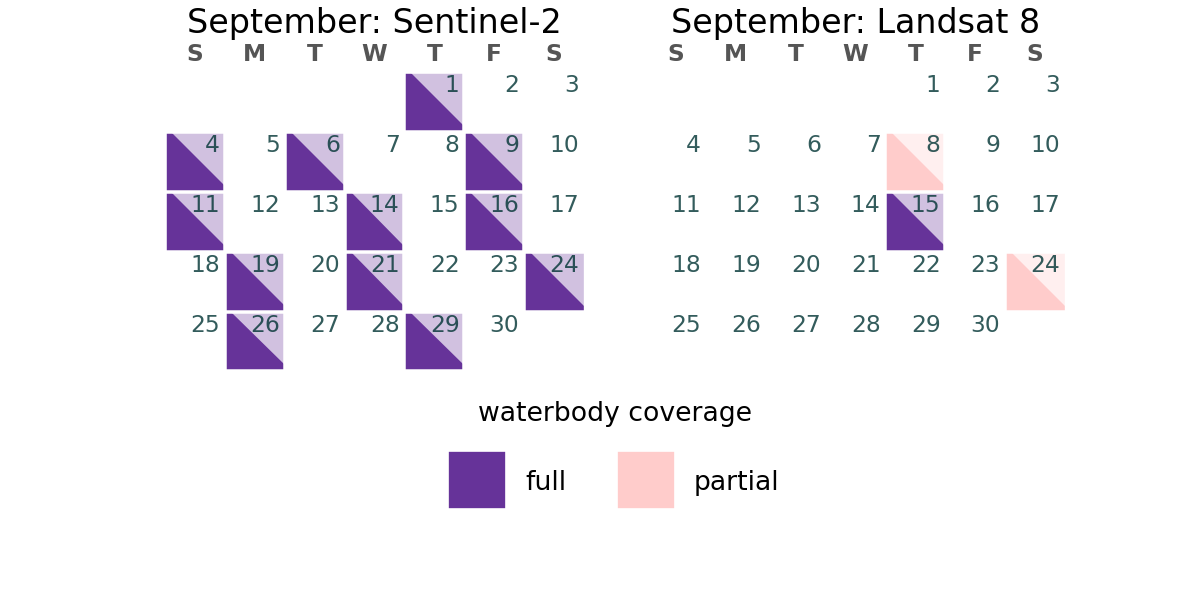 September: Sentinel-2
S M T W T F S
1 2 3
4 5 6 7 8 9 10
11 12 13 14 15 16 17
18 19 20 21 22 23 24
25 26 27 28 29 30
September: Landsat 8
S M T W T F S
1 2 3
4 5 6 7 8 9 10
11 12 13 14 15 16 17
18 19 20 21 22 23 24
25 26 27 28 29 30
waterbody coverage
full partial